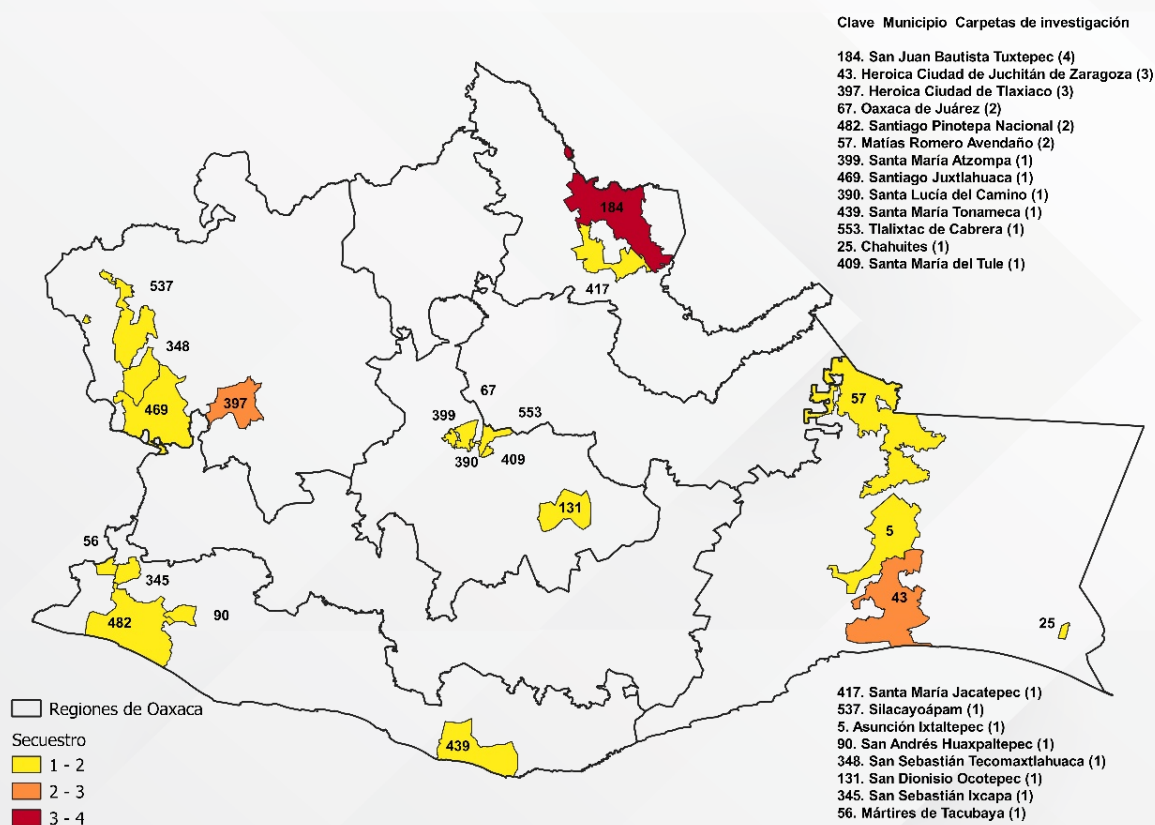 Clave Municipio Carpetas de investigación
184. San Juan Bautista Tuxtepec (4)
43. Heroica Ciudad de Juchitán de Zaragoza (3)
397. Heroica Ciudad de Tlaxiaco (3)
67. Oaxaca de Juárez (2)
482. Santiago Pinotepa Nacional (2)
57. Matías Romero Avendaño (2)
399. Santa María Atzompa (1)
469. Santiago Juxtlahuaca (1)
390. Santa Lucía del Camino (1)
439. Santa María Tonameca (1)
553. Tlalixtac de Cabrera (1)
25. Chahuites (1)
409. Santa María del Tule (1)
184
417
537
348
469
397
67
399
553
390
409
57
131
5
43
25
56
345
482
90
439
Regiones de Oaxaca
Secuestro
1 - 2
2 - 3
3 - 4
417. Santa María Jacatepec (1)
537. Silacayoápam (1)
5. Asunción Ixtaltepec (1)
90. San Andrés Huaxpaltepec (1)
348. San Sebastián Tecomaxtlahuaca (1)
131. San Dionisio Ocotepec (1)
345. San Sebastián Ixcapa (1)
56. Mártires de Tacubaya (1)